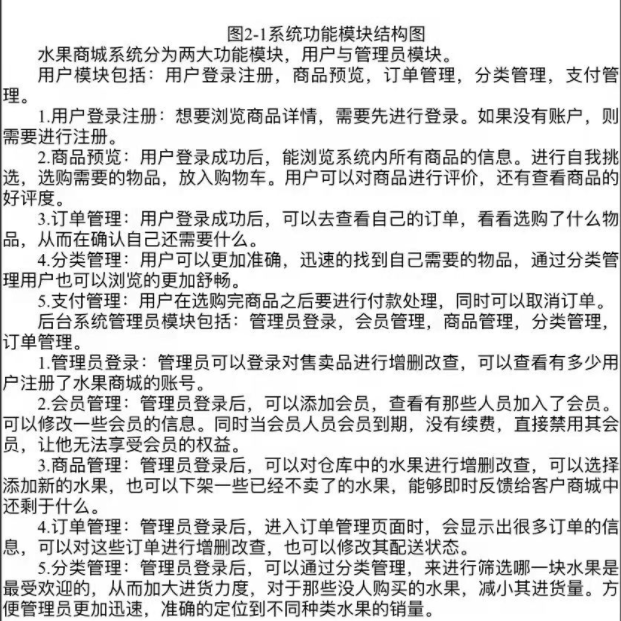 图2-1系统功能模块结构图
水果商城系统分为两大功能模块，用户与管理员模块。
用户模块包括：用户登录注册，商品预览，订单管理，分类管理，支付管
理。
1.用户登录注册：想要浏览商品详情，需要先进行登录。如果没有账户，则
需要进行注册。
2.商品预览：用户登录成功后，能浏览系统内所有商品的信息。进行自我挑
选，选购需要的物品，放入购物车。用户可以对商品进行评价，还有查看商品的
好评度。
3.订单管理：用户登录成功后，可以去查看自己的订单，看看选购了什么物
品，从而在确认自己还需要什么。
4.分类管理：用户可以更加准确，迅速的找到自己需要的物品，通过分类管
理用户也可以浏览的更加舒畅。
5.支付管理：用户在选购完商品之后要进行付款处理，同时可以取消订单。
后台系统管理员模块包括：管理员登录，会员管理，商品管理，分类管理，
订单管理。
1.管理员登录：管理员可以登录对售卖品进行增删改查，可以查看有多少用
户注册了水果商城的账号。
2.会员管理：管理员登录后，可以添加会员，查看有那些人员加入了会员。
可以修改一些会员的信息。同时当会员人员会员到期，没有续费，直接禁用其会
员，让他无法享受会员的权益。
3.商品管理：管理员登录后，可以对仓库中的水果进行增删改查，可以选择
添加新的水果，也可以下架一些已经不卖了的水果，能够即时反馈给客户商城中
还剩于什么。
4.订单管理：管理员登录后，进入订单管理页面时，会显示出很多订单的信
息，可以对这些订单进行增删改查，也可以修改其配送状态。
5.分类管理：管理员登录后，可以通过分类管理，来进行筛选哪一块水果是
最受欢迎的，从而加大进货力度，对于那些没人购买的水果，减小其进货量。方
便管理员更加迅速，准确的定位到不同种类水果的销量。